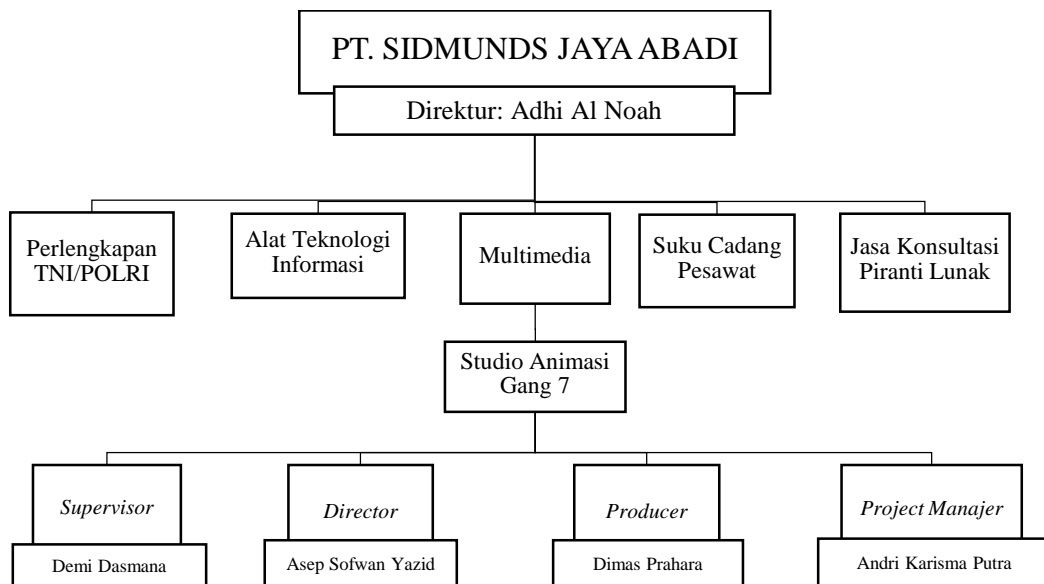 PT. SIDMUNDS JAYA ABADI
Direktur: Adhi Al Noah
Perlengkapan
TNI/POLRI
Alat Teknologi
Informasi
Multimedia
Suku Cadang
Pesawat
Jasa Konsultasi
Piranti Lunak
Studio Animasi
Gang 7
Supervisor
Demi Dasmana
Director
Asep Sofwan Yazid
Producer
Dimas Prahara
Project Manajer
Andri Karisma Putra